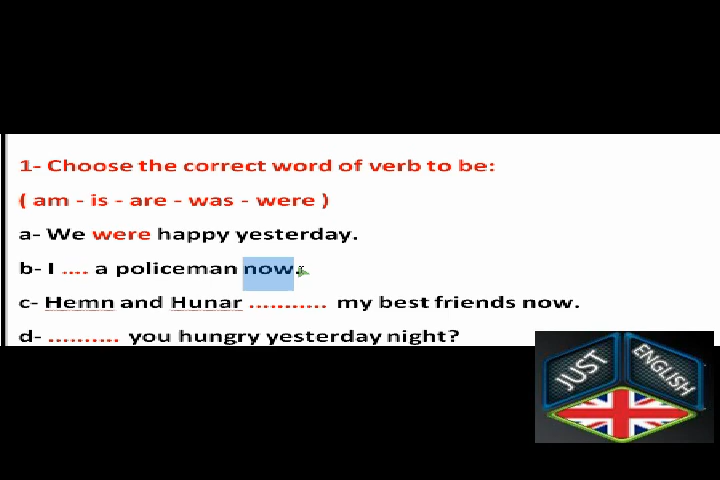 1- Choose the correct word of verb to be:
( am - is - are - was - were )
a- We were happy yesterday.
b- I .... a policeman now.
c- Hemn and Hunar ........... my best friends now.
d- .......... you hungry yesterday night?
JUST ENGLISH